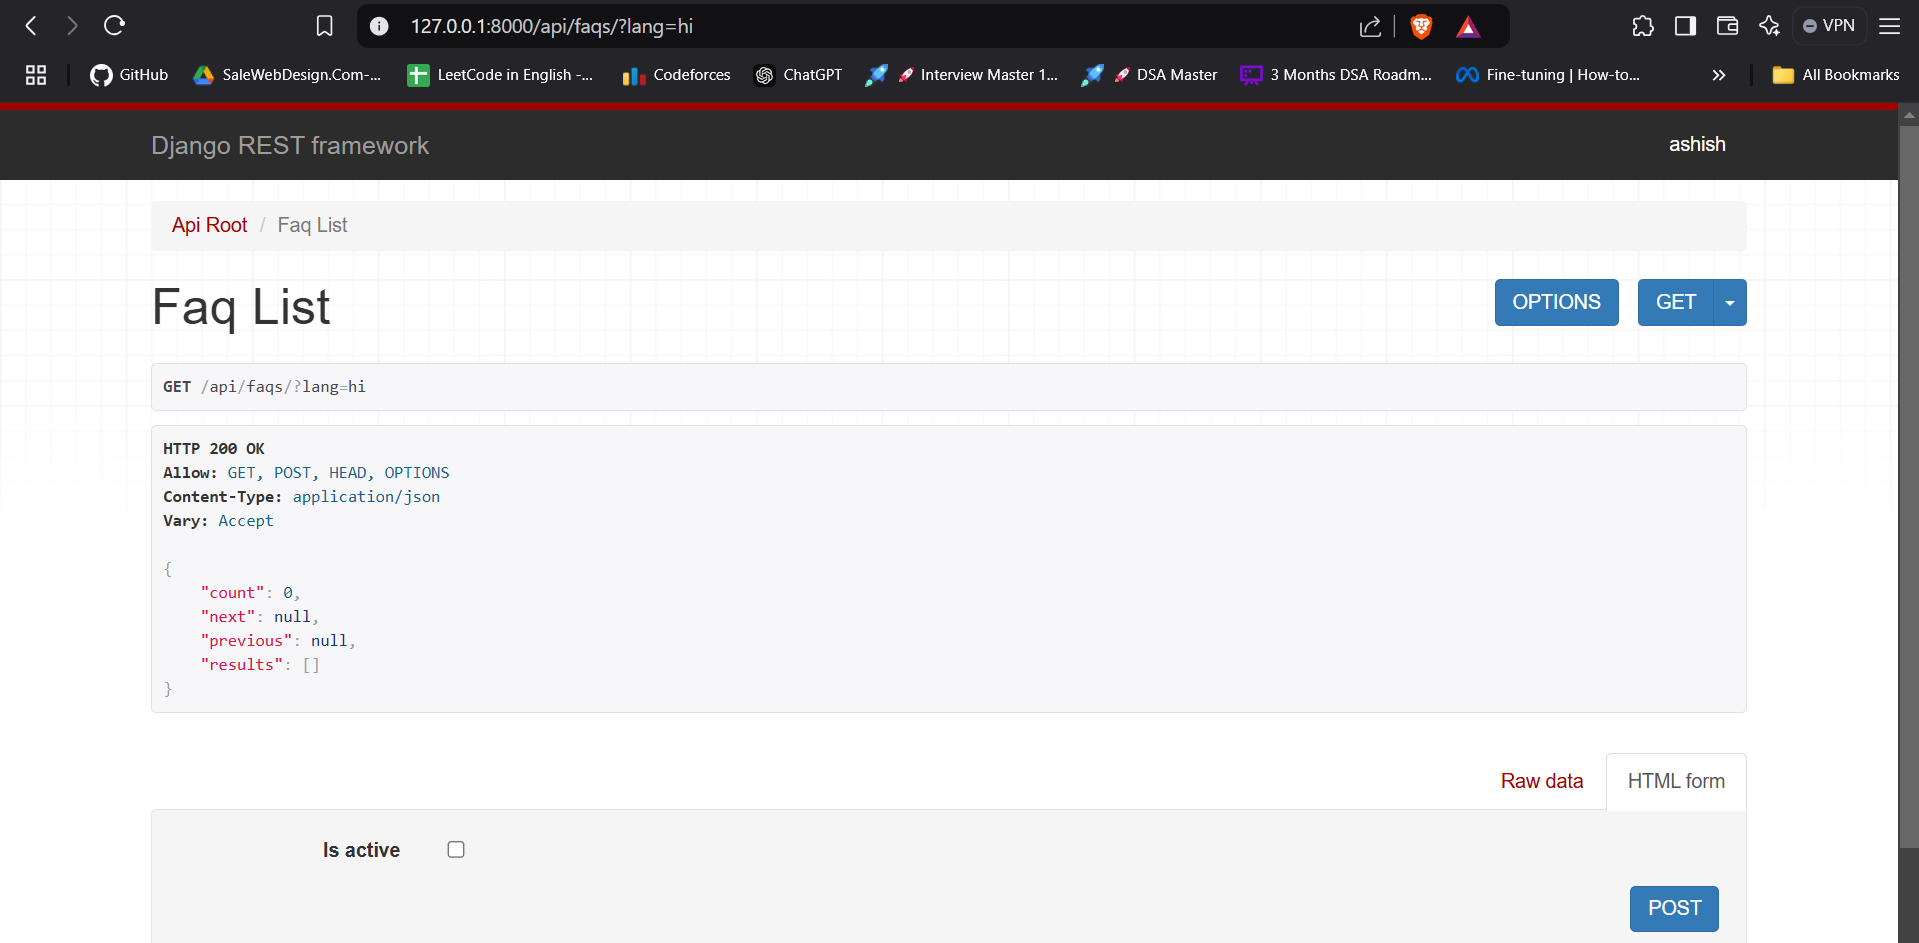 127.0.0.1:8000/api/faqs/?lang=hi
VPN
GitHub
SaleWebDesign.Com-...
LeetCode in English -...
Codeforces
ChatGPT
Interview Master 1...
DSA Master
3 Months DSA Roadm...
Fine-tuning | How-to...
»
All Bookmarks
Django REST framework
ashish
Api Root / Faq List
Faq List
OPTIONS
GET
GET /api/faqs/?lang=hi
HTTP 200 OK
Allow: GET, POST, HEAD, OPTIONS
Content-Type: application/json
Vary: Accept
{
    "count": 0,
    "next": null,
    "previous": null,
    "results": []
}
Raw data
HTML form
Is active
POST